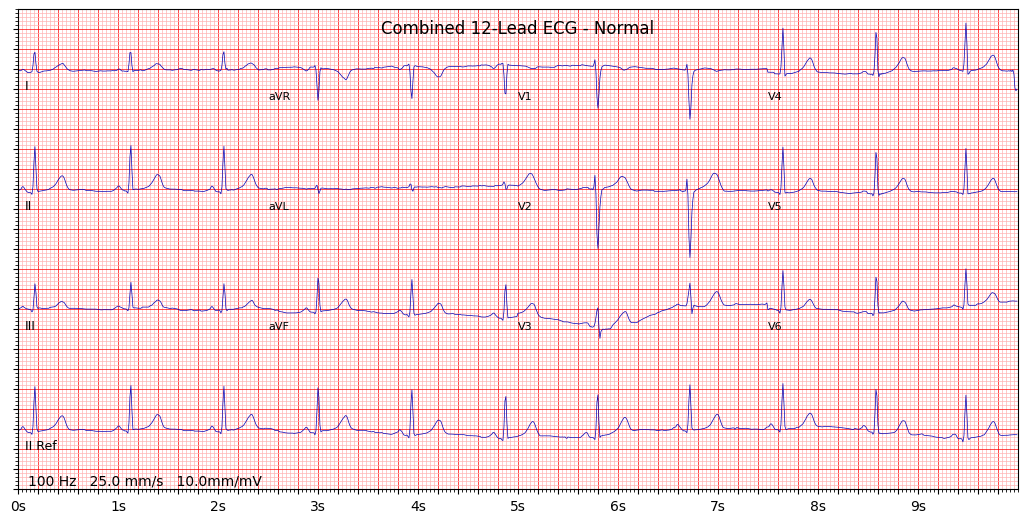 Combined 12-Lead ECG - Normal
I
aVR
V1
V4
II
aVL
V2
V5
III
aVF
V3
V6
II Ref
100 Hz 25.0 mm/s 10.0mm/mV
0s 1s 2s 3s 4s 5s 6s 7s 8s 9s